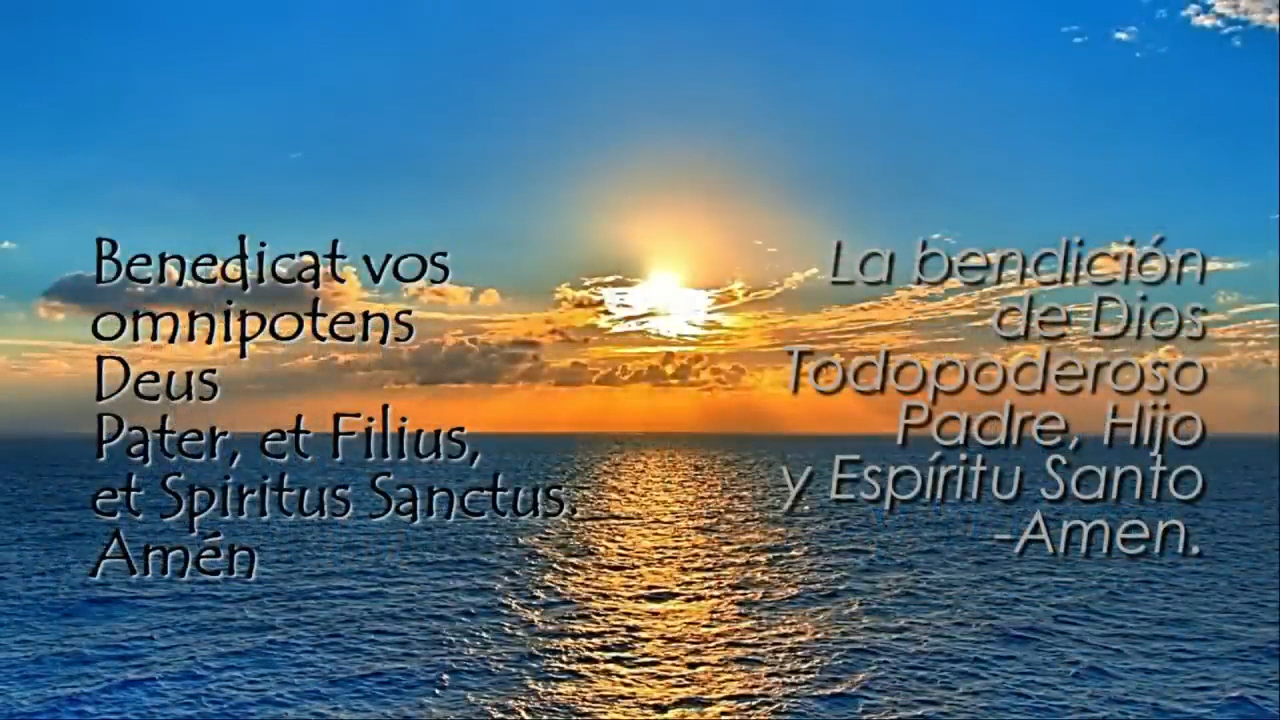 Benedicat vos
omnipotens
Deus
Pater, et Filius,
et Spiritus Sanctus.
Amén
La bendición
de Dios
Todopoderoso
Padre, Hijo
y Espíritu Santo
-Amen.